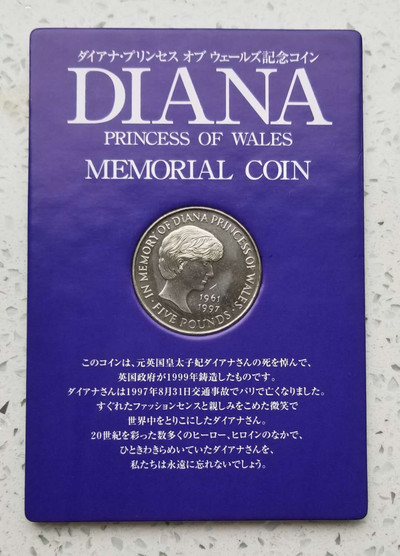 ダイアナ・プリンセス オブ ウェールズ記念コイン
DIANA
PRINCESS OF WALES
MEMORIAL COIN
IN MEMORY OF DIANA PRINCESS OF WALES
1961
1997
· FIVE POUNDS ·
このコインは、元英国皇太子妃ダイアナさんの死を悼んで、
英国政府が1999年鋳造したものです。
ダイアナさんは1997年8月31日交通事故でパリで亡くなりました。
すぐれたファッションセンスと親しみをこめた微笑で
世界中をとりこにしたダイアナさん。
20世紀を彩った数多くのヒーロー、ヒロインのなかで、
ひときわきらめいていたダイアナさんを、
私たちは永遠に忘れないでしょう。